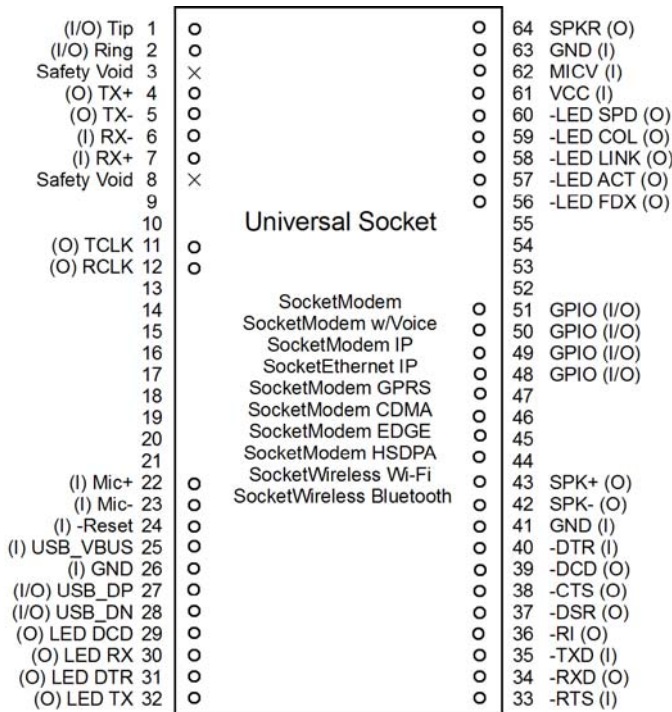 (I/O) Tip 1
(I/O) Ring 2
Safety Void 3
(O) TX+ 4
(O) TX- 5
(I) RX- 6
(I) RX+ 7
Safety Void 8
9
10
(O) TCLK 11
(O) RCLK 12
13
14
15
16
17
18
19
20
21
(I) Mic+ 22
(I) Mic- 23
(I) -Reset 24
(I) USB_VBUS 25
(I) GND 26
(I/O) USB_DP 27
(I/O) USB_DN 28
(O) LED DCD 29
(O) LED RX 30
(O) LED DTR 31
(O) LED TX 32
Universal Socket
SocketModem
SocketModem w/Voice
SocketModem IP
SocketEthernet IP
SocketModem GPRS
SocketModem CDMA
SocketModem EDGE
SocketModem HSDPA
SocketWireless Wi-Fi
SocketWireless Bluetooth
64 SPKR (O)
63 GND (I)
62 MICV (I)
61 VCC (I)
60 -LED SPD (O)
59 -LED COL (O)
58 -LED LINK (O)
57 -LED ACT (O)
56 -LED FDX (O)
55
54
53
52
51 GPIO (I/O)
50 GPIO (I/O)
49 GPIO (I/O)
48 GPIO (I/O)
47
46
45
44
43 SPK+ (O)
42 SPK- (O)
41 GND (I)
40 -DTR (I)
39 -DCD (O)
38 -CTS (O)
37 -DSR (O)
36 -RI (O)
35 -TXD (I)
34 -RXD (O)
33 -RTS (I)